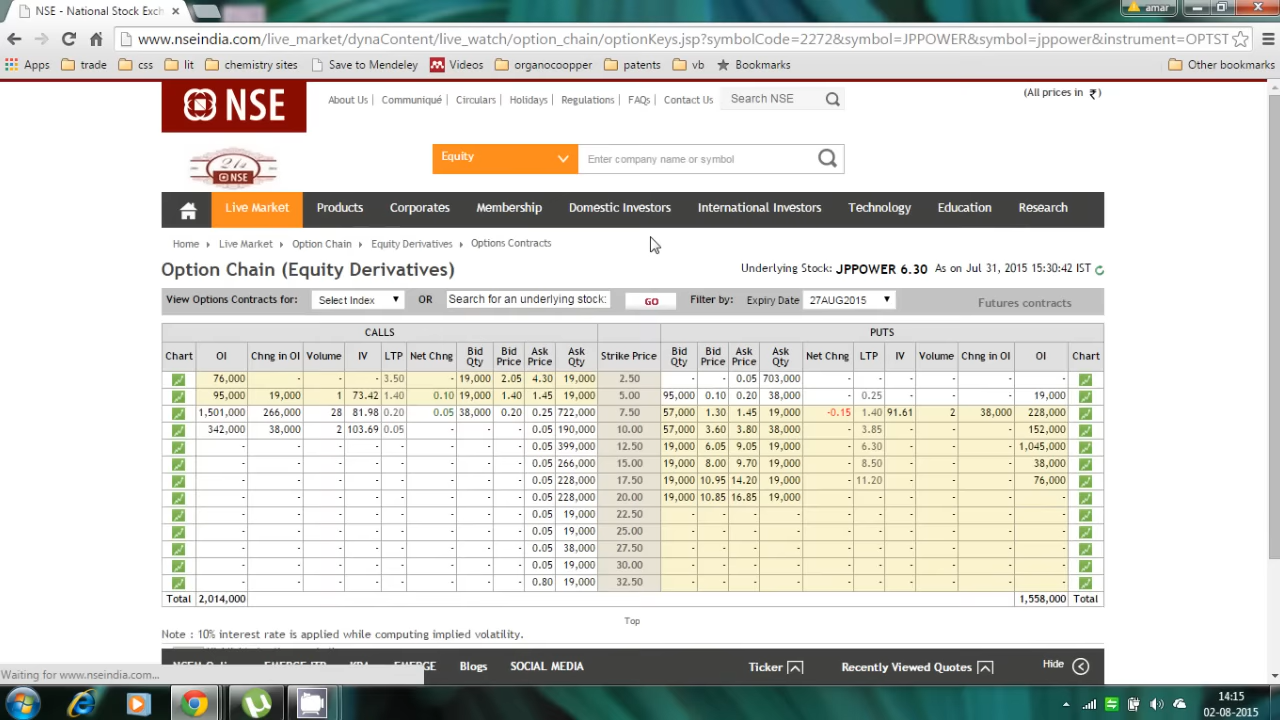 NSE - National Stock Exch
amar
www.nseindia.com/live_market/dynaContent/live_watch/option_chain/optionKeys.jsp?symbolCode=2272&symbol=JPPOWER&symbol=jppower&instrument=OPTST
Apps trade css lit chemistry sites Save to Mendeley Videos organocoopper patents vb Bookmarks Other bookmarks
NSE
About Us | Communiqué | Circulars | Holidays | Regulations | FAQs | Contact Us
Search NSE
(All prices in ₹)
NSE
Equity
Enter company name or symbol
Live Market Products Corporates Membership Domestic Investors International Investors Technology Education Research
Home Live Market Option Chain Equity Derivatives Options Contracts
Option Chain (Equity Derivatives)
Underlying Stock: JPPOWER 6.30 As on Jul 31, 2015 15:30:42 IST
View Options Contracts for: Select Index OR Search for an underlying stock: GO Filter by: Expiry Date 27AUG2015 Futures contracts
CALLS PUTS
Chart OI Chng in OI Volume IV LTP Net Chng Bid Qty Bid Price Ask Price Ask Qty Strike Price Bid Qty Bid Price Ask Price Ask Qty Net Chng LTP IV Volume Chng in OI OI Chart
76,000 - - - 3.50 - 19,000 2.05 4.30 19,000 2.50 - - 0.05 703,000 - - - - - -
95,000 19,000 1 73.42 1.40 0.10 19,000 1.40 1.45 19,000 5.00 95,000 0.10 0.20 38,000 - 0.25 - - - 19,000
1,501,000 266,000 28 81.98 0.20 0.05 38,000 0.20 0.25 722,000 7.50 57,000 1.30 1.45 19,000 -0.15 1.40 91.61 2 38,000 228,000
342,000 38,000 2 103.69 0.05 - - - 0.05 190,000 10.00 57,000 3.60 3.80 38,000 - 3.85 - - - 152,000
- - - - - - - - 0.05 399,000 12.50 19,000 6.05 9.05 19,000 - 6.30 - - - 1,045,000
- - - - - - - - 0.05 266,000 15.00 19,000 8.00 9.70 19,000 - 8.50 - - - 38,000
- - - - - - - - 0.05 228,000 17.50 19,000 10.95 14.20 19,000 - 11.20 - - - 76,000
- - - - - - - - 0.05 228,000 20.00 19,000 10.85 16.85 19,000 - - - - - -
- - - - - - - - 0.05 19,000 22.50 - - - - - - - - - -
- - - - - - - - 0.05 19,000 25.00 - - - - - - - - - -
- - - - - - - - 0.05 38,000 27.50 - - - - - - - - - -
- - - - - - - - 0.05 19,000 30.00 - - - - - - - - - -
- - - - - - - - 0.80 19,000 32.50 - - - - - - - - - -
Total 2,014,000 1,558,000 Total
Top
Note : 10% interest rate is applied while computing implied volatility.
Blogs SOCIAL MEDIA Ticker Recently Viewed Quotes Hide
Waiting for www.nseindia.com...
14:15
02-08-2015